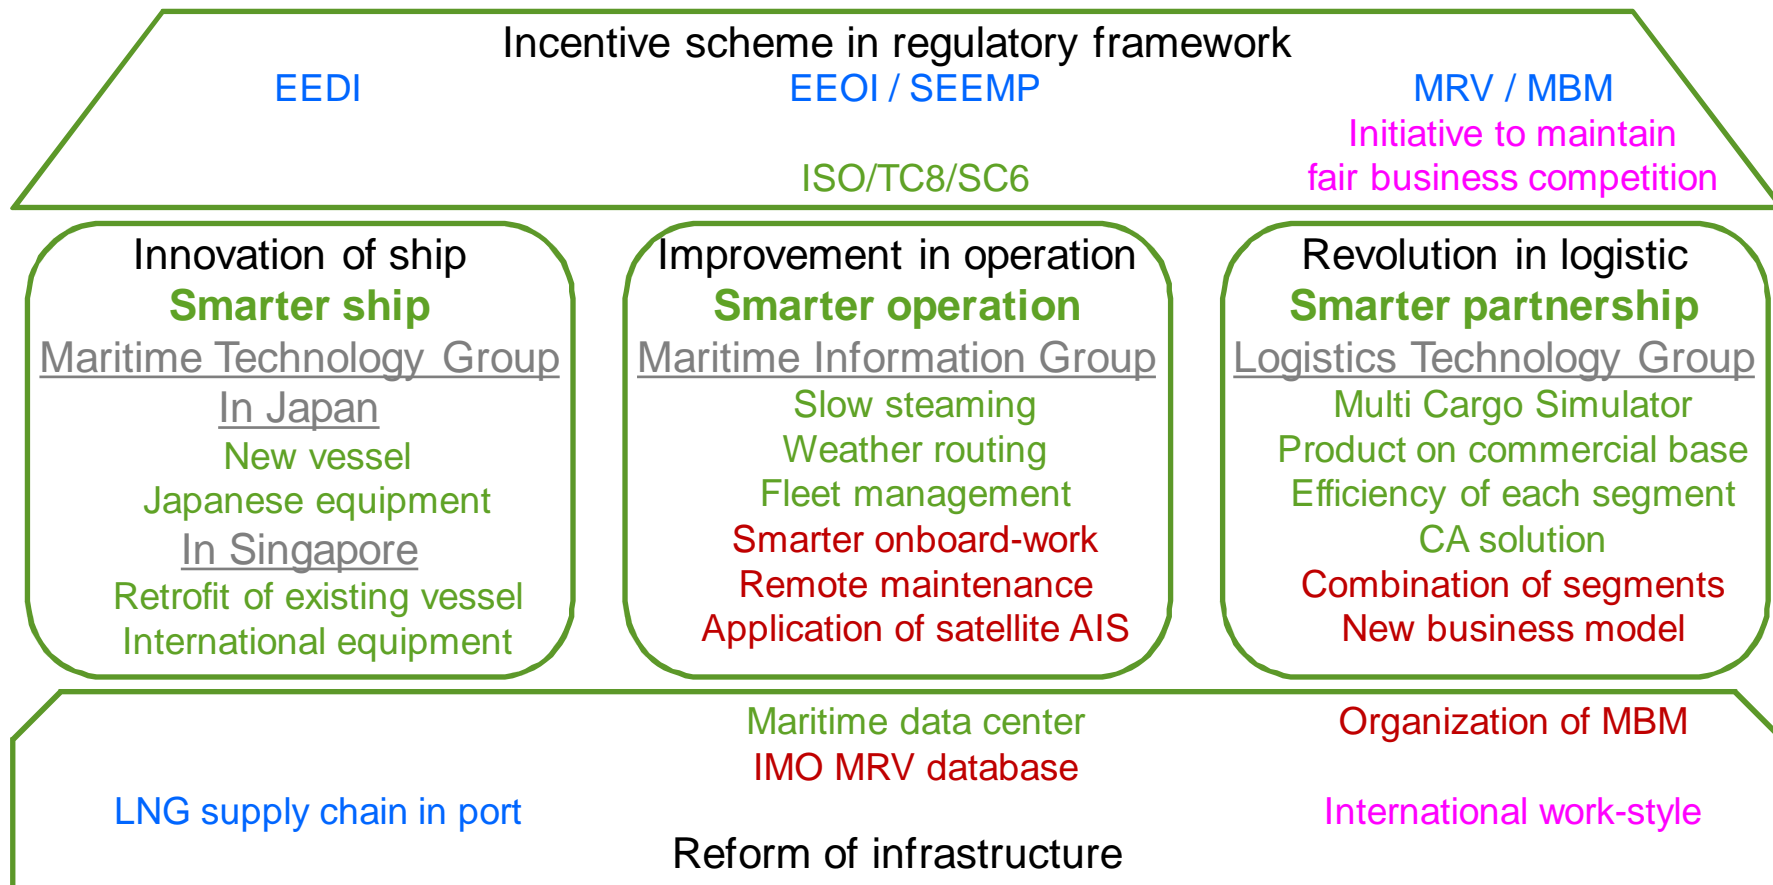 Incentive scheme in regulatory framework
EEDI
EEOI / SEEMP
MRV / MBM
Initiative to maintain
fair business competition
ISO/TC8/SC6
Innovation of ship
Smarter ship
Maritime Technology Group
In Japan
New vessel
Japanese equipment
In Singapore
Retrofit of existing vessel
International equipment
Improvement in operation
Smarter operation
Maritime Information Group
Slow steaming
Weather routing
Fleet management
Smarter onboard-work
Remote maintenance
Application of satellite AIS
Revolution in logistic
Smarter partnership
Logistics Technology Group
Multi Cargo Simulator
Product on commercial base
Efficiency of each segment
CA solution
Combination of segments
New business model
Maritime data center
IMO MRV database
Organization of MBM
LNG supply chain in port
International work-style
Reform of infrastructure